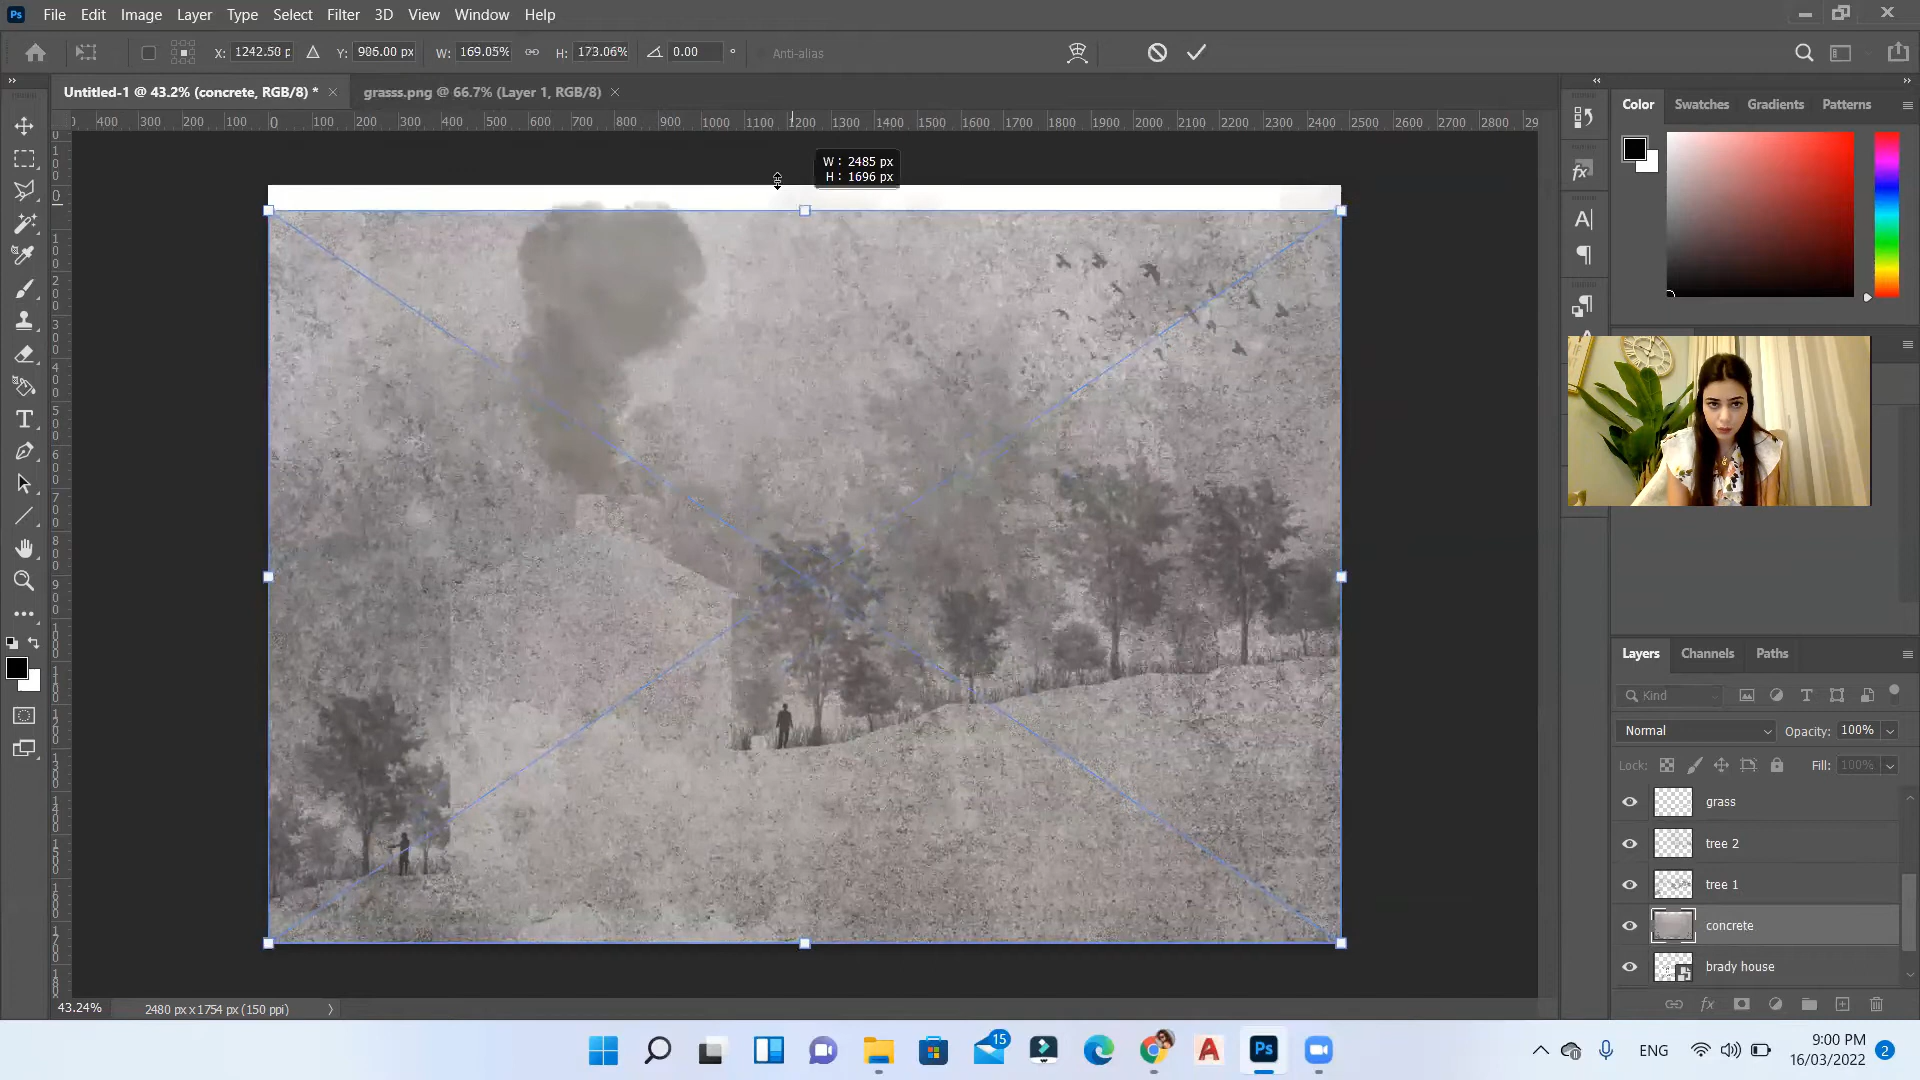 Ps File Edit Image Layer Type Select Filter 3D View Window Help
X: 1242.50 p Y: 906.00 px W: 169.05% H: 173.06% 0.00 ° Anti-alias
Untitled-1 @ 43.2% (concrete, RGB/8) * × grasss.png @ 66.7% (Layer 1, RGB/8) ×
400 300 200 100 0 100 200 300 400 500 600 700 800 900 1000 1100 1200 1300 1400 1500 1600 1700 1800 1900 2000 2100 2200 2300 2400 2500 2600 2700 2800 29
W: 2485 px
H: 1696 px
Color Swatches Gradients Patterns
Layers Channels Paths
Kind
Normal Opacity: 100%
Lock: Fill: 100%
grass
tree 2
tree 1
concrete
brady house
43.24% 2480 px x 1754 px (150 ppi)
15
Ps
ENG
9:00 PM
16/03/2022
2